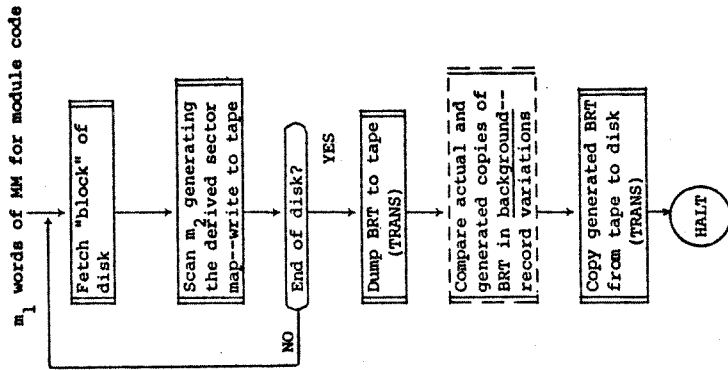 m1 words of MM for module code
Fetch "block" of
disk
Scan m2 generating
the derived sector
map--write to tape
End of disk?
NO
YES
Dump BRT to tape
(TRANS)
Compare actual and
generated copies of
BRT in background--
record variations
Copy generated BRT
from tape to disk
(TRANS)
HALT